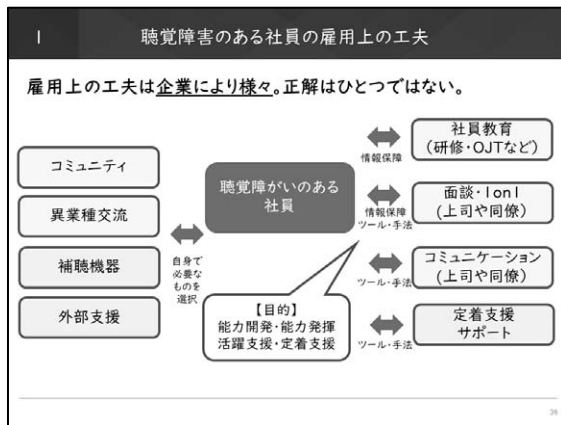 I
聴覚障害のある社員の雇用上の工夫
雇用上の工夫は企業により様々。正解はひとつではない。
コミュニティ
異業種交流
補聴機器
外部支援
自身で
必要な
ものを
選択
聴覚障がいのある
社員
【目的】
能力開発・能力発揮
活躍支援・定着支援
情報保障
社員教育
(研修・OJTなど)
情報保障
ツール・手法
面談・1on1
(上司や同僚)
ツール・手法
コミュニケーション
(上司や同僚)
ツール・手法
定着支援
サポート